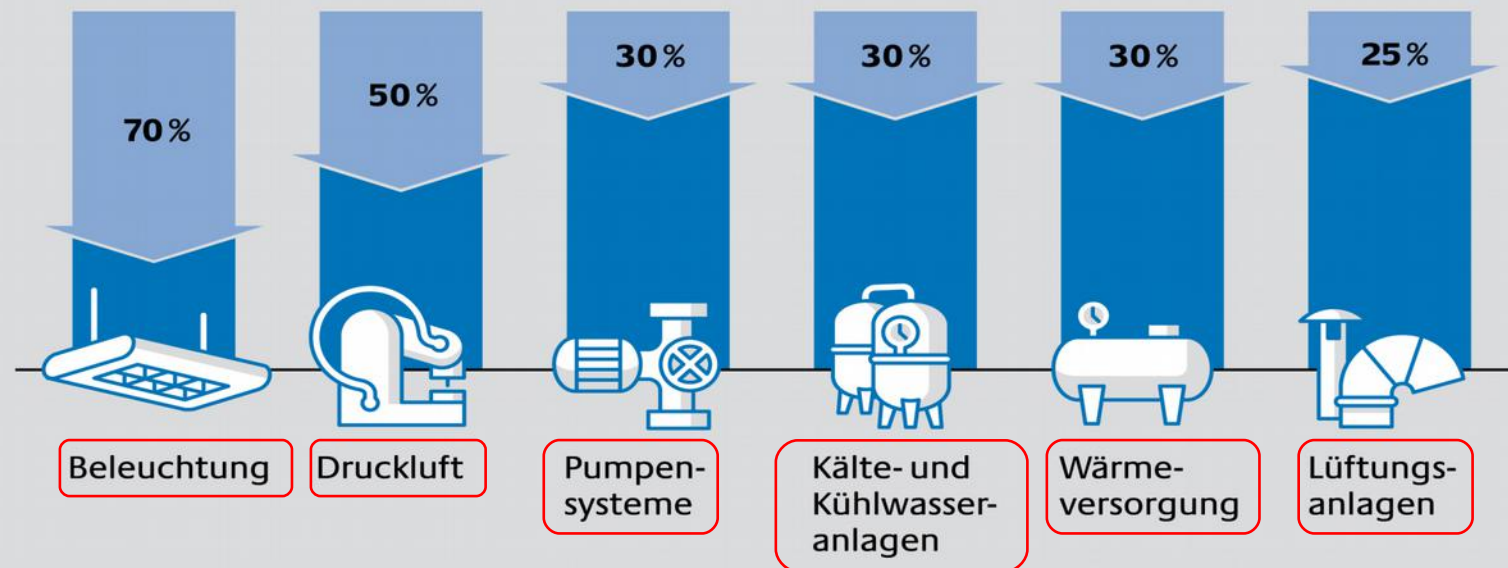 70 %
50 %
30 %
30 %
30 %
25 %
Beleuchtung
Druckluft
Pumpen-
systeme
Kälte- und
Kühlwasser-
anlagen
Wärme-
versorgung
Lüftungs-
anlagen